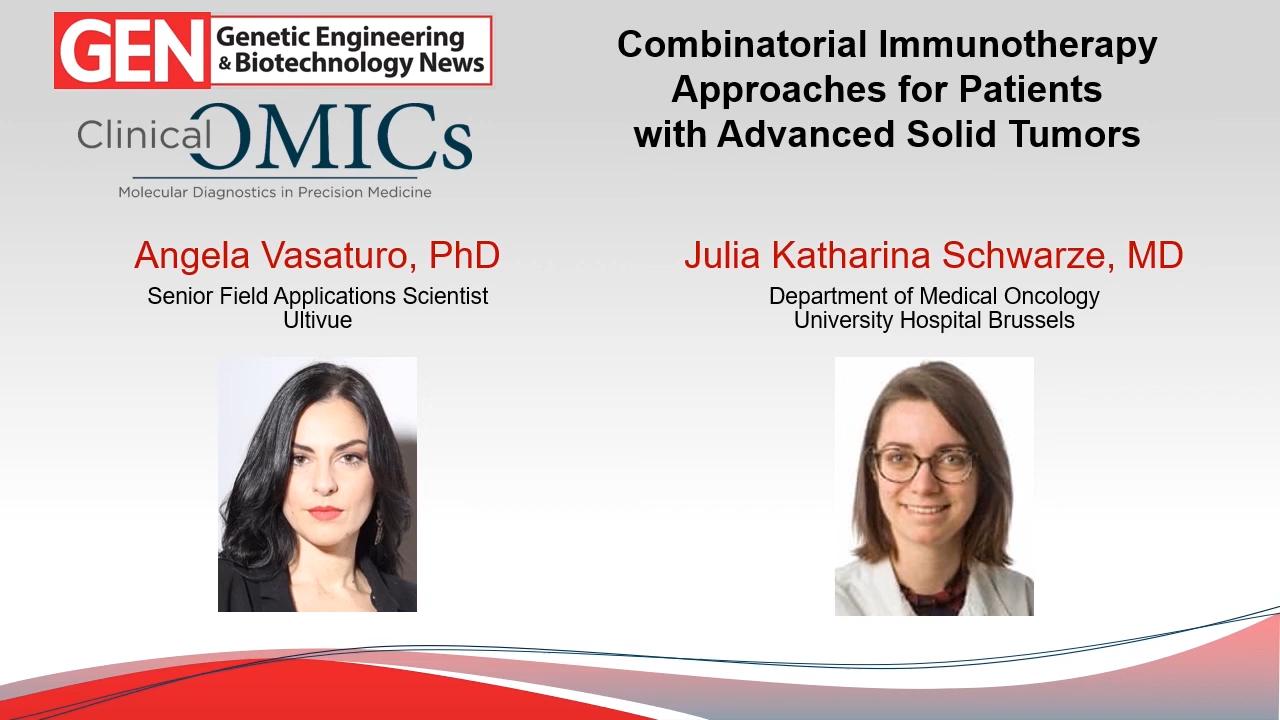 GEN Genetic Engineering
& Biotechnology News
Clinical OMICs
Molecular Diagnostics in Precision Medicine
Combinatorial Immunotherapy
Approaches for Patients
with Advanced Solid Tumors
Angela Vasaturo, PhD
Senior Field Applications Scientist
Ultivue
Julia Katharina Schwarze, MD
Department of Medical Oncology
University Hospital Brussels